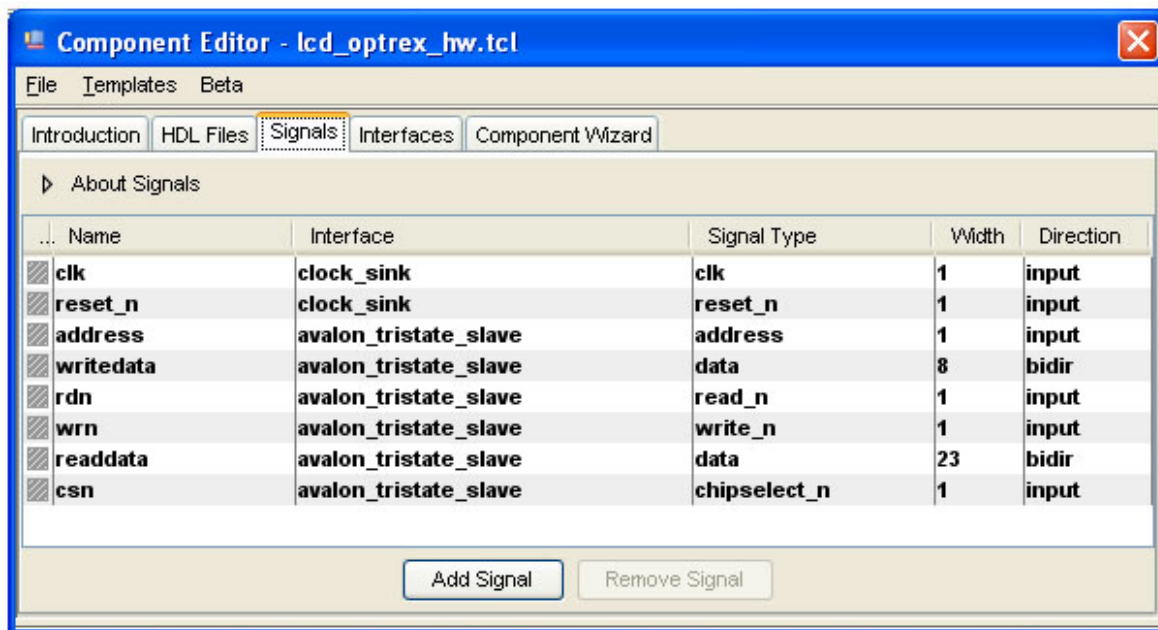 Component Editor - lcd_optrex_hw.tcl
File Templates Beta
Introduction HDL Files Signals Interfaces Component Wizard
About Signals
... Name Interface Signal Type Width Direction
clk clock_sink clk 1 input
reset_n clock_sink reset_n 1 input
address avalon_tristate_slave address 1 input
writedata avalon_tristate_slave data 8 bidir
rdn avalon_tristate_slave read_n 1 input
wrn avalon_tristate_slave write_n 1 input
readdata avalon_tristate_slave data 23 bidir
csn avalon_tristate_slave chipselect_n 1 input
Add Signal Remove Signal